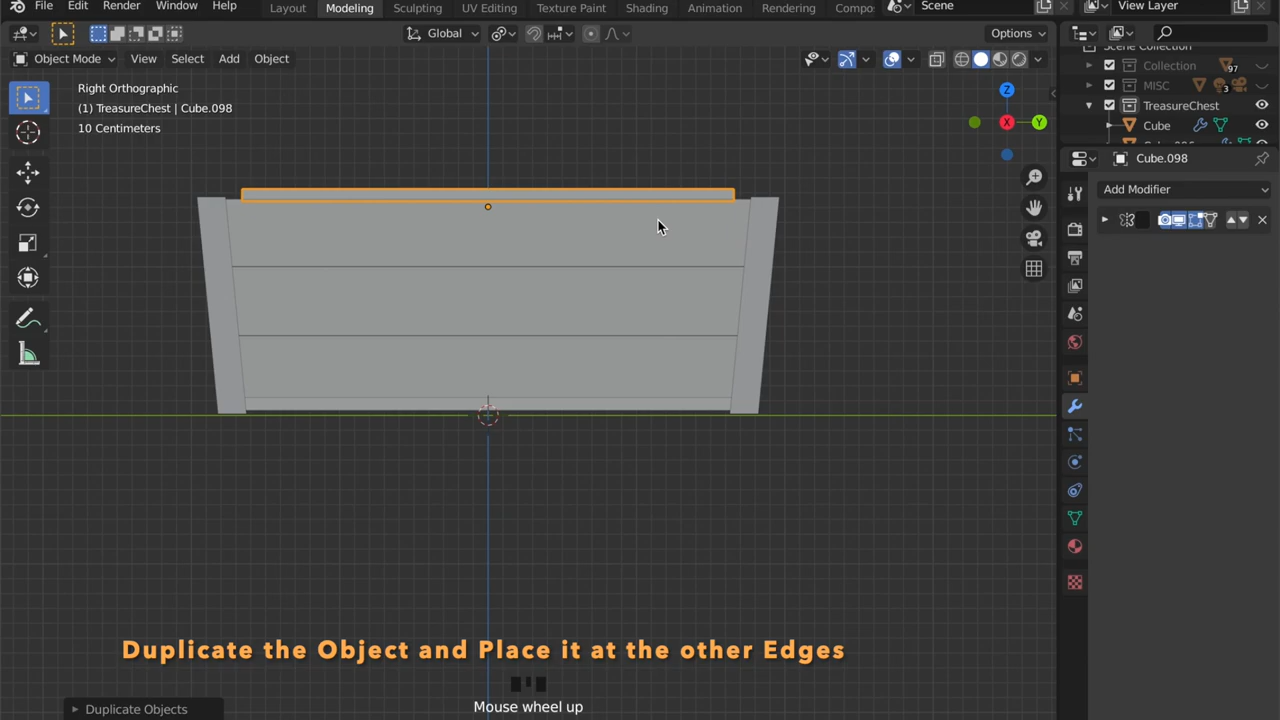 File Edit Render Window Help Layout Modeling Sculpting UV Editing Texture Paint Shading Animation Rendering Compo Scene View Layer
Global Options
Object Mode View Select Add Object
Scene Collection
Collection 97
MISC 3
TreasureChest
Cube
Right Orthographic
(1) TreasureChest | Cube.098
10 Centimeters
Z
X
Y
Cube.098
Add Modifier
Duplicate the Object and Place it at the other Edges
Mouse wheel up
Duplicate Objects